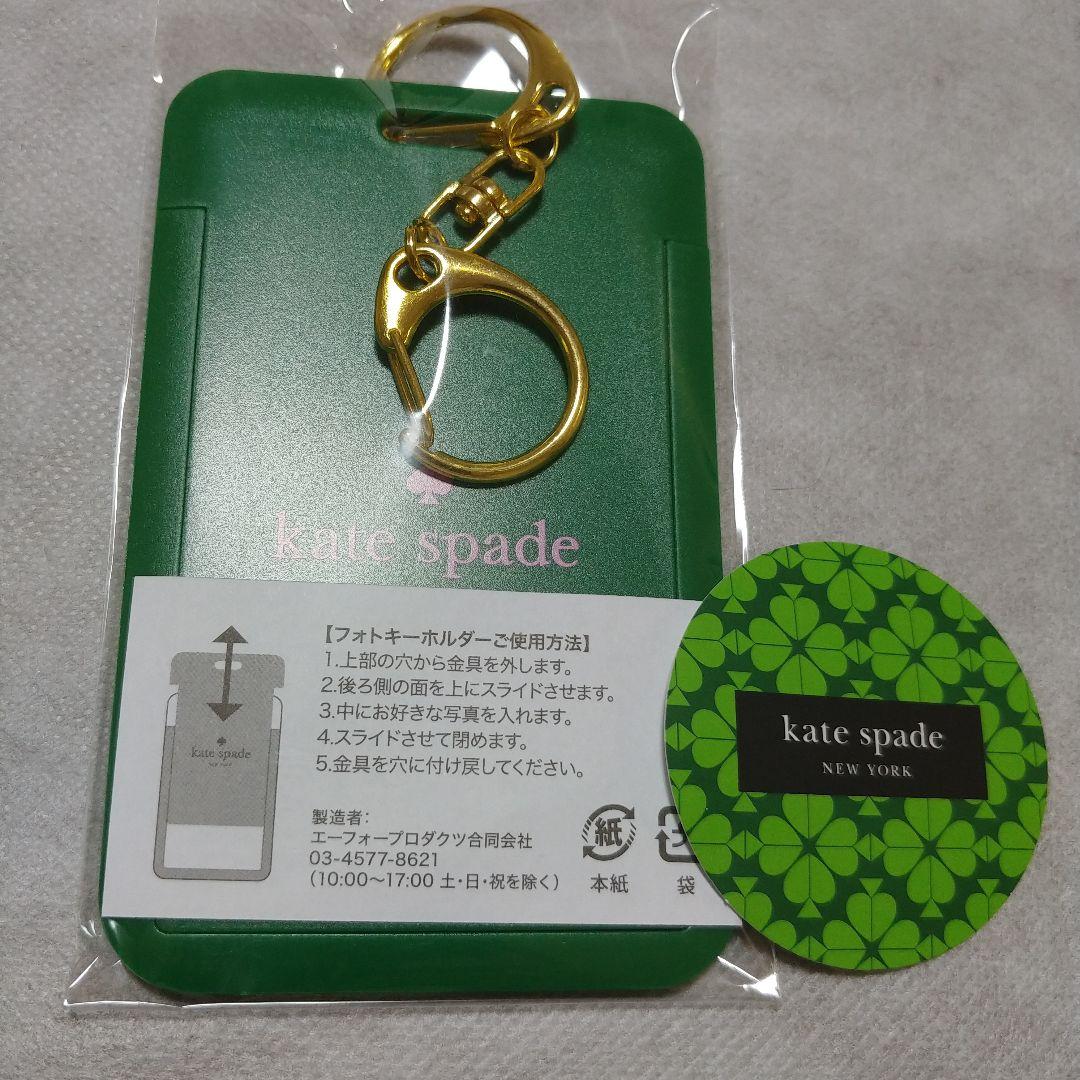 kate spade
【フォトキーホルダーご使用方法】
1.上部の穴から金具を外します。
2.後ろ側の面を上にスライドさせます。
3.中にお好きな写真を入れます。
4.スライドさせて閉めます。
5.金具を穴に付け戻してください。
kate spade
NEW YORK
製造者:
エーフォープロダクツ合同会社
03-4577-8621
(10:00〜17:00 土・日・祝を除く)
紙
本紙
袋
kate spade
NEW YORK